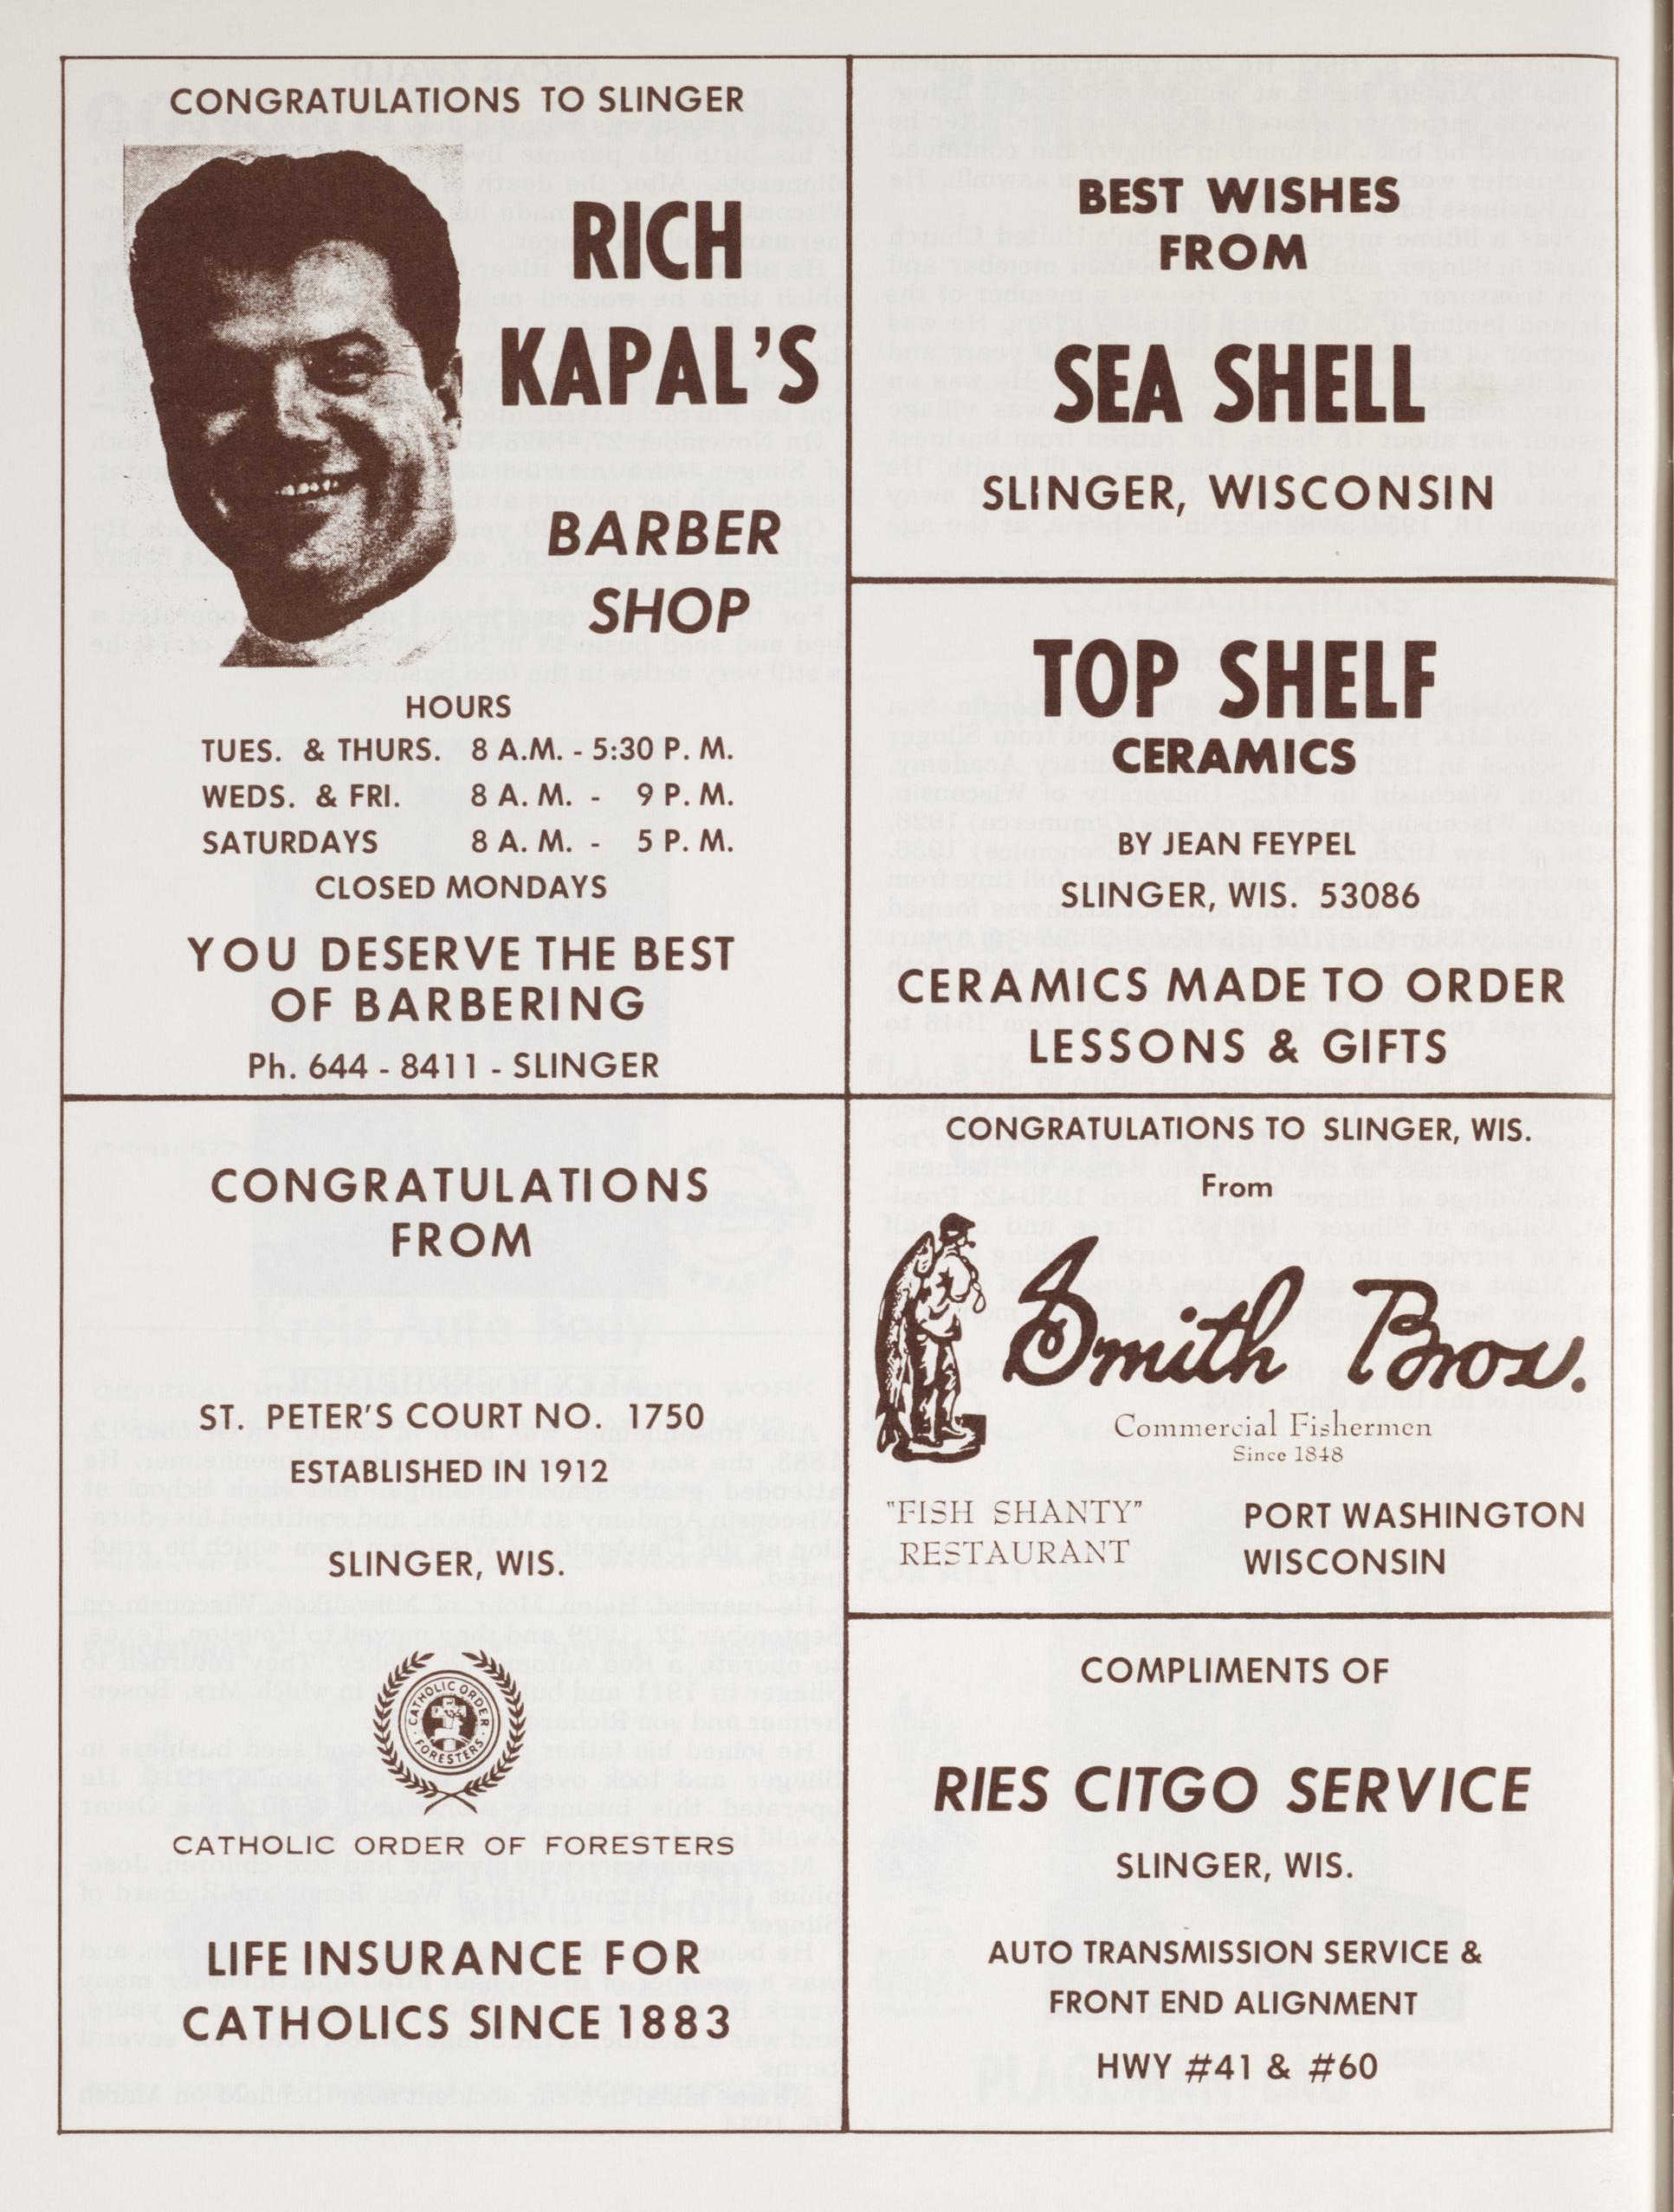 CONGRATULATIONS TO SLINGER
RICH
KAPAL'S
BARBER
SHOP
HOURS
TUES. & THURS. 8 A.M. - 5:30 P. M.
WEDS. & FRI. 8 A. M. - 9 P. M.
SATURDAYS 8 A. M. - 5 P. M.
CLOSED MONDAYS
YOU DESERVE THE BEST
OF BARBERING
Ph. 644 - 8411 - SLINGER
BEST WISHES
FROM
SEA SHELL
SLINGER, WISCONSIN
TOP SHELF
CERAMICS
BY JEAN FEYPEL
SLINGER, WIS. 53086
CERAMICS MADE TO ORDER
LESSONS & GIFTS
CONGRATULATIONS
FROM
ST. PETER'S COURT NO. 1750
ESTABLISHED IN 1912
SLINGER, WIS.
CATHOLIC ORDER
FORESTERS
CATHOLIC ORDER OF FORESTERS
LIFE INSURANCE FOR
CATHOLICS SINCE 1883
CONGRATULATIONS TO SLINGER, WIS.
From
Smith Bros.
Commercial Fishermen
Since 1848
"FISH SHANTY"
RESTAURANT
PORT WASHINGTON
WISCONSIN
COMPLIMENTS OF
RIES CITGO SERVICE
SLINGER, WIS.
AUTO TRANSMISSION SERVICE &
FRONT END ALIGNMENT
HWY #41 & #60